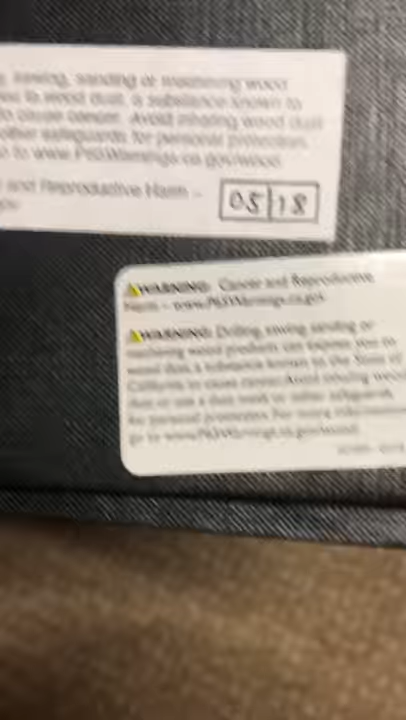 sawing, sanding or machining wood
to wood dust, a substance known to
to cause cancer. Avoid inhaling wood dust
other safeguards for personal protection.
to www.P65Warnings.ca.gov/wood.
and Reproductive Harm –
05 18
WARNING: Cancer and Reproductive
Harm – www.P65Warnings.ca.gov
WARNING: Drilling, sawing, sanding or
machining wood products can expose you to
wood dust, a substance known to the State of
California to cause cancer. Avoid inhaling wood
dust or use a dust mask or other safeguards
for personal protection. For more information
go to www.P65Warnings.ca.gov/wood